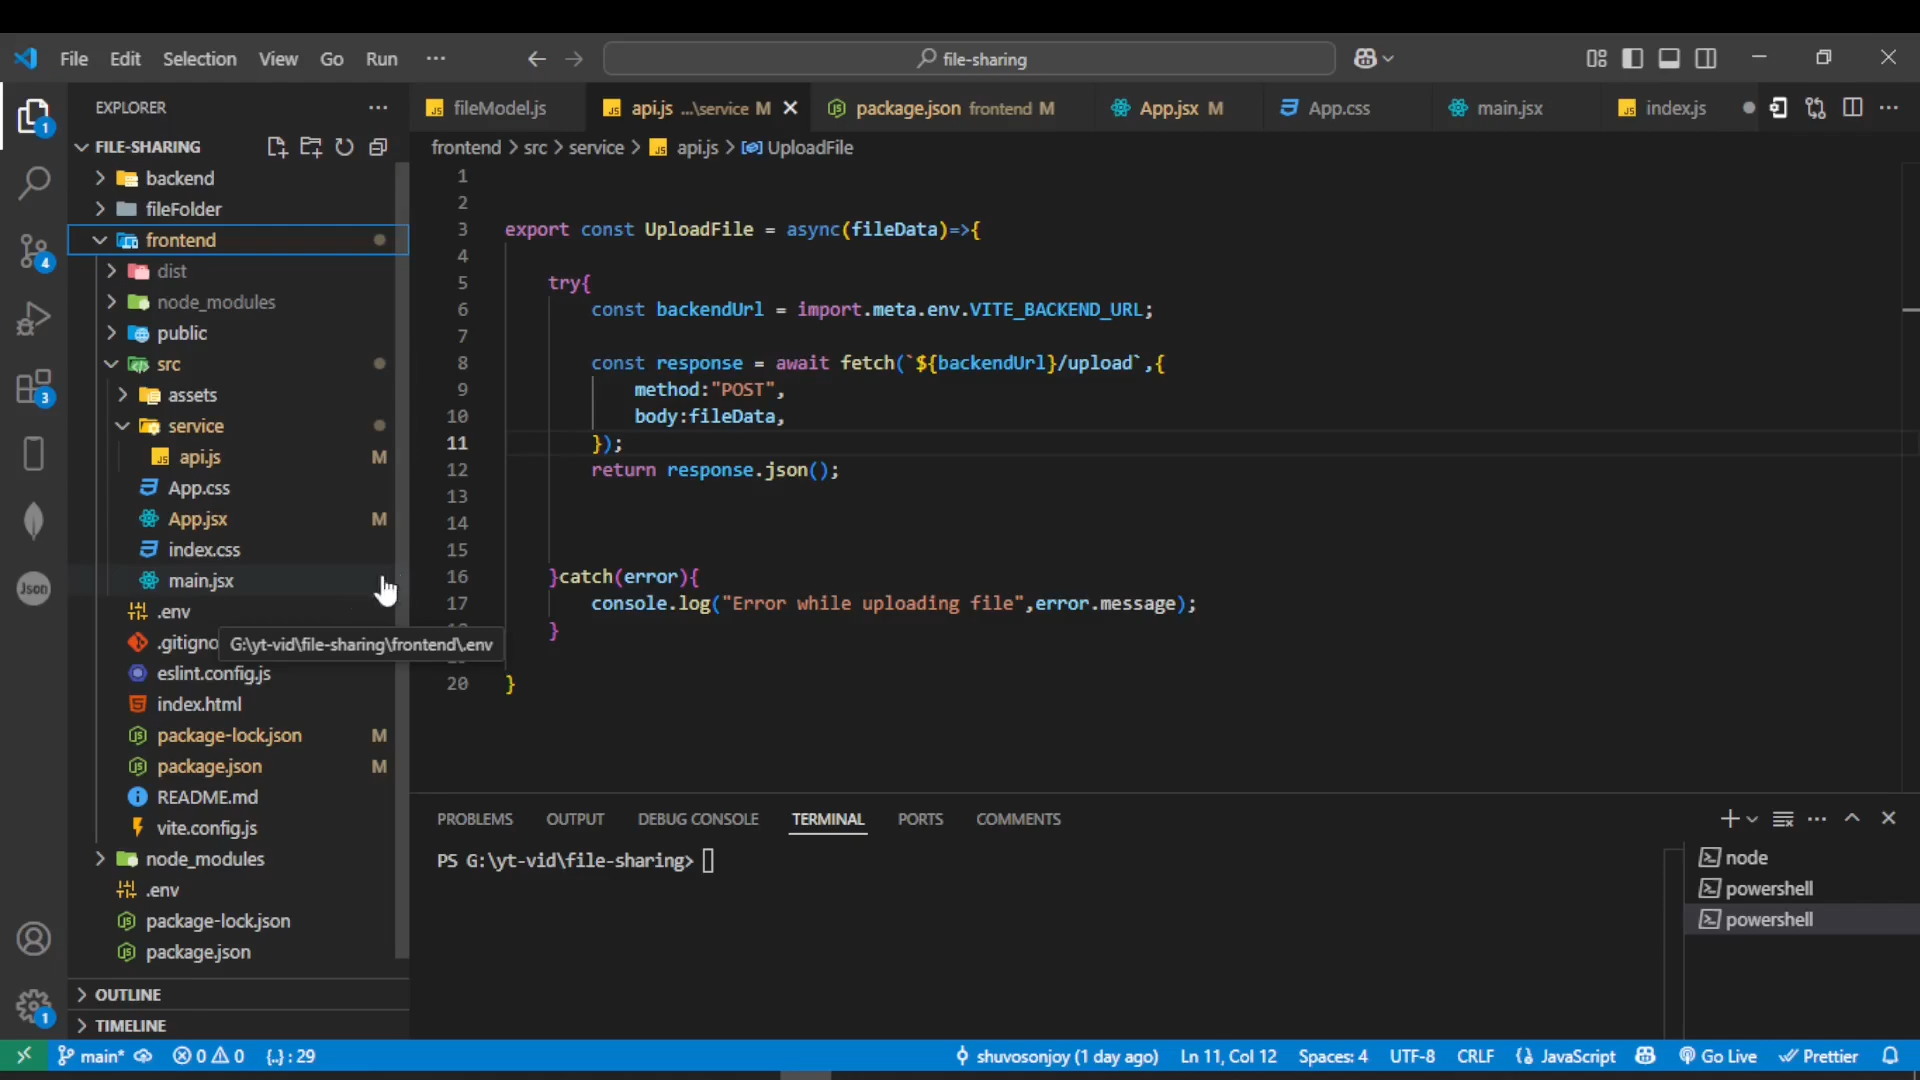 File Edit Selection View Go Run ··· file-sharing
EXPLORER ···
fileModel.js api.js ...\service M package.json frontend M App.jsx M App.css main.jsx index.js ···
FILE-SHARING
frontend > src > service > api.js > UploadFile
backend
fileFolder
frontend
dist
node_modules
public
src
assets
service
api.js M
App.css
App.jsx M
index.css
main.jsx
.env
.gitigno
G:\yt-vid\file-sharing\frontend\.env
eslint.config.js
index.html
package-lock.json M
package.json M
README.md
vite.config.js
node_modules
.env
package-lock.json
package.json
OUTLINE
TIMELINE
1
4
3
Json
1
1
2
3 export const UploadFile = async(fileData)=>{
4
5 try{
6 const backendUrl = import.meta.env.VITE_BACKEND_URL;
7
8 const response = await fetch(`${backendUrl}/upload`,{
9 method:"POST",
10 body:fileData,
11 });
12 return response.json();
13
14
15
16 }catch(error){
17 console.log("Error while uploading file",error.message);
}
20 }
PROBLEMS OUTPUT DEBUG CONSOLE TERMINAL PORTS COMMENTS
PS G:\yt-vid\file-sharing>
node
powershell
powershell
main* 0 0 {..} : 29 shuvosonjoy (1 day ago) Ln 11, Col 12 Spaces: 4 UTF-8 CRLF JavaScript Go Live Prettier